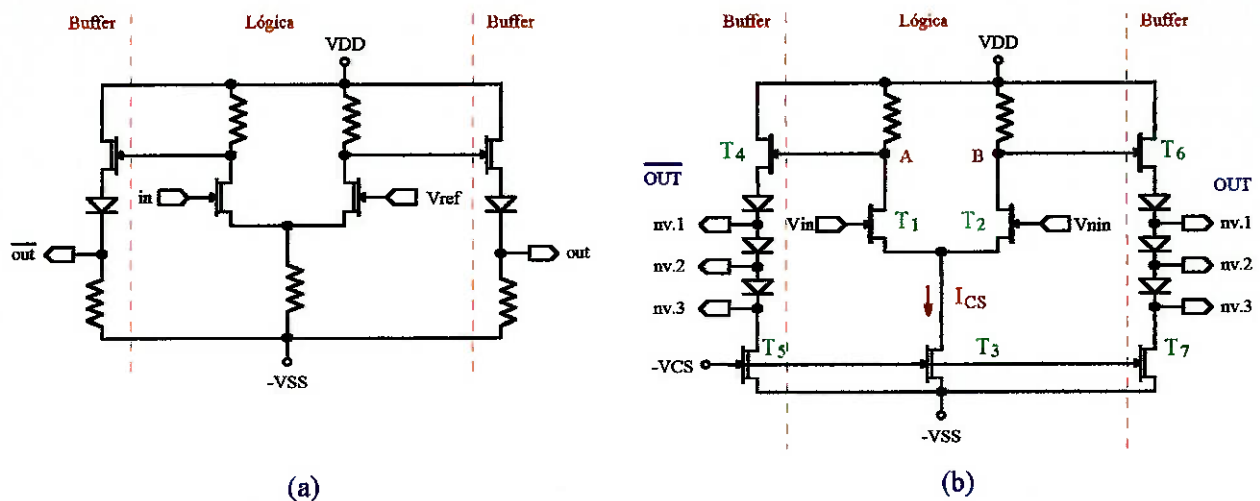 Buffer
Lógica
Buffer
VDD
in
Vref
out
out
-VSS
(a)
Buffer
Lógica
Buffer
VDD
T4
A
B
T6
OUT
OUT
nv.1
Vin
T1
T2
Vnin
nv.1
nv.2
nv.2
nv.3
ICS
nv.3
T5
T3
T7
-VCS
-VSS
(b)